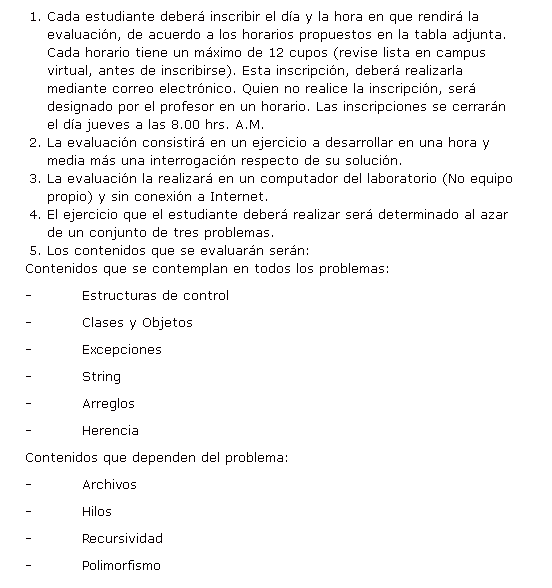 1. Cada estudiante deberá inscribir el día y la hora en que rendirá la
evaluación, de acuerdo a los horarios propuestos en la tabla adjunta.
Cada horario tiene un máximo de 12 cupos (revise lista en campus
virtual, antes de inscribirse). Esta inscripción, deberá realizarla
mediante correo electrónico. Quien no realice la inscripción, será
designado por el profesor en un horario. Las inscripciones se cerrarán
el día jueves a las 8.00 hrs. A.M.
2. La evaluación consistirá en un ejercicio a desarrollar en una hora y
media más una interrogación respecto de su solución.
3. La evaluación la realizará en un computador del laboratorio (No equipo
propio) y sin conexión a Internet.
4. El ejercicio que el estudiante deberá realizar será determinado al azar
de un conjunto de tres problemas.
5. Los contenidos que se evaluarán serán:
Contenidos que se contemplan en todos los problemas:
- Estructuras de control
- Clases y Objetos
- Excepciones
- String
- Arreglos
- Herencia
Contenidos que dependen del problema:
- Archivos
- Hilos
- Recursividad
- Polimorfismo